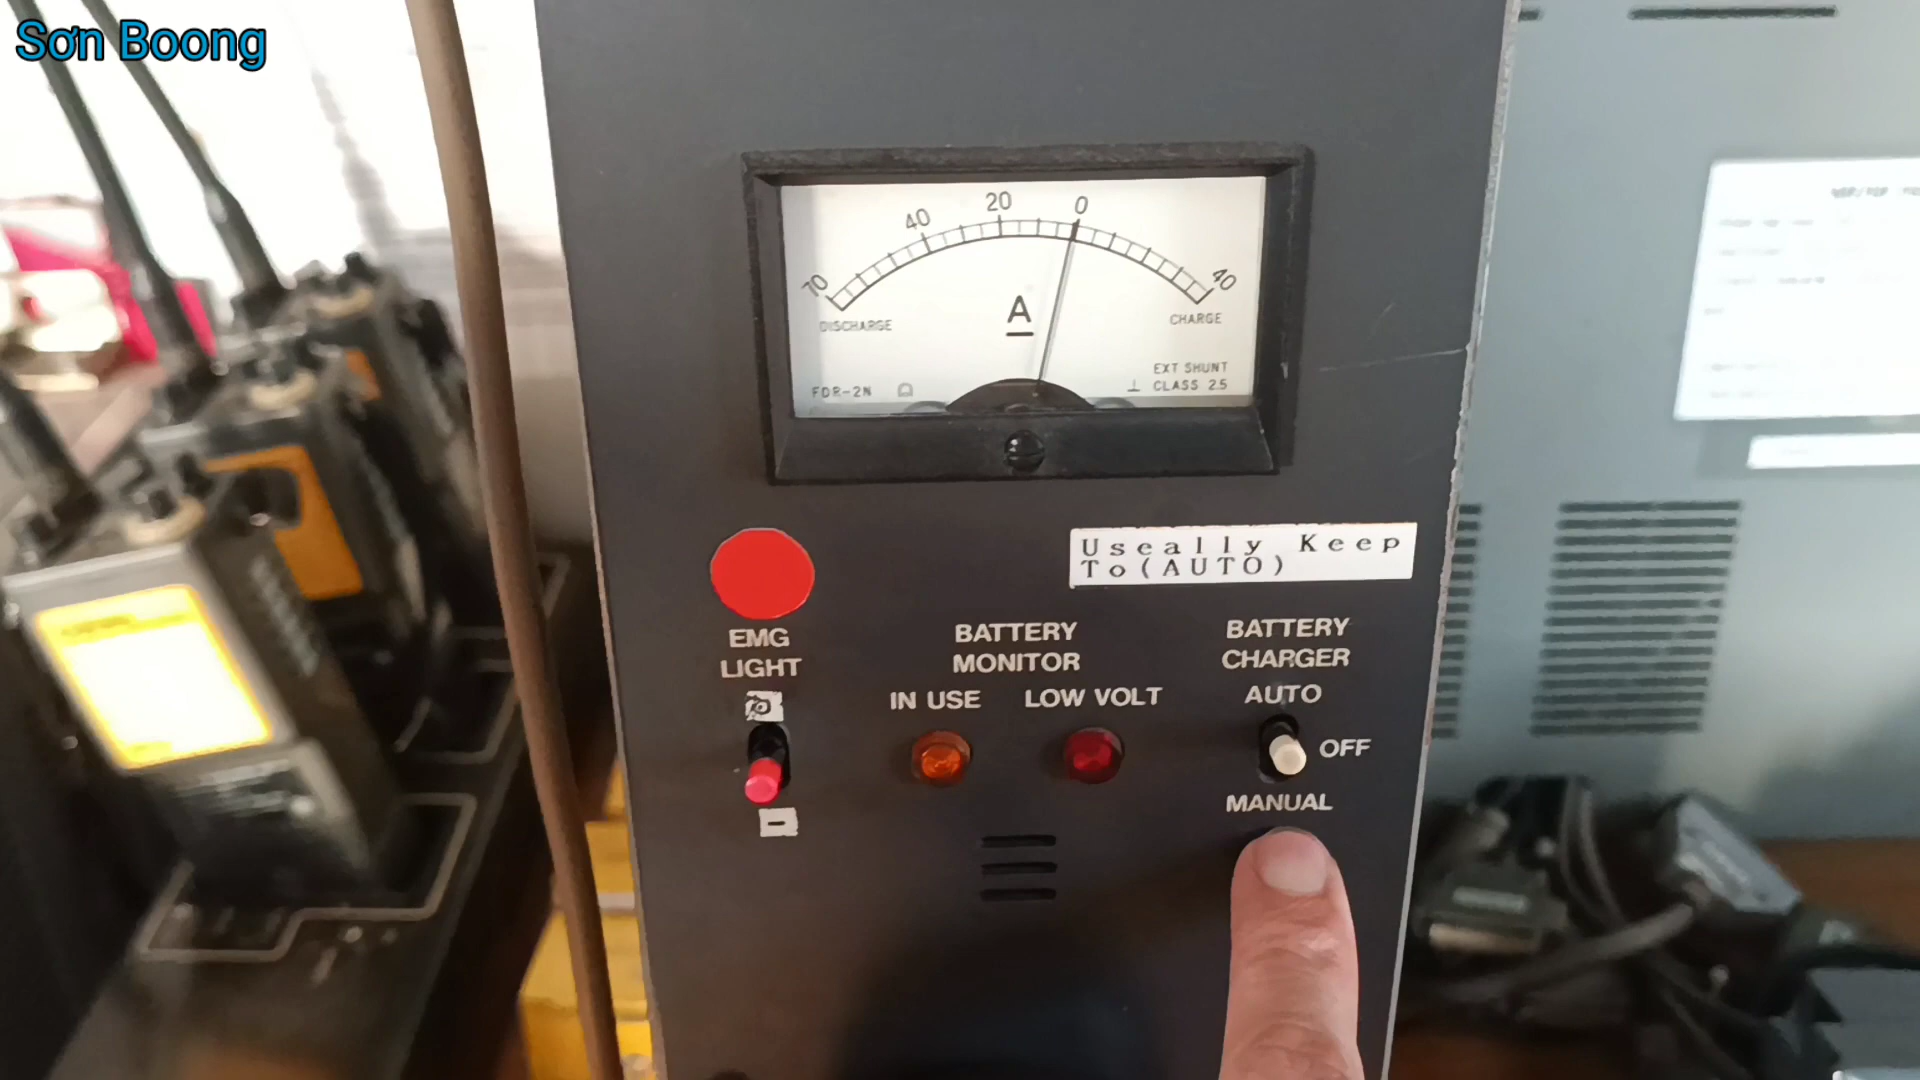 Sơn Boong
70
40
20
0
40
DISCHARGE
A
CHARGE
FDR-2N
EXT SHUNT
CLASS 2.5
Useally Keep
To(AUTO)
EMG
LIGHT
BATTERY
MONITOR
IN USE
LOW VOLT
BATTERY
CHARGER
AUTO
OFF
MANUAL